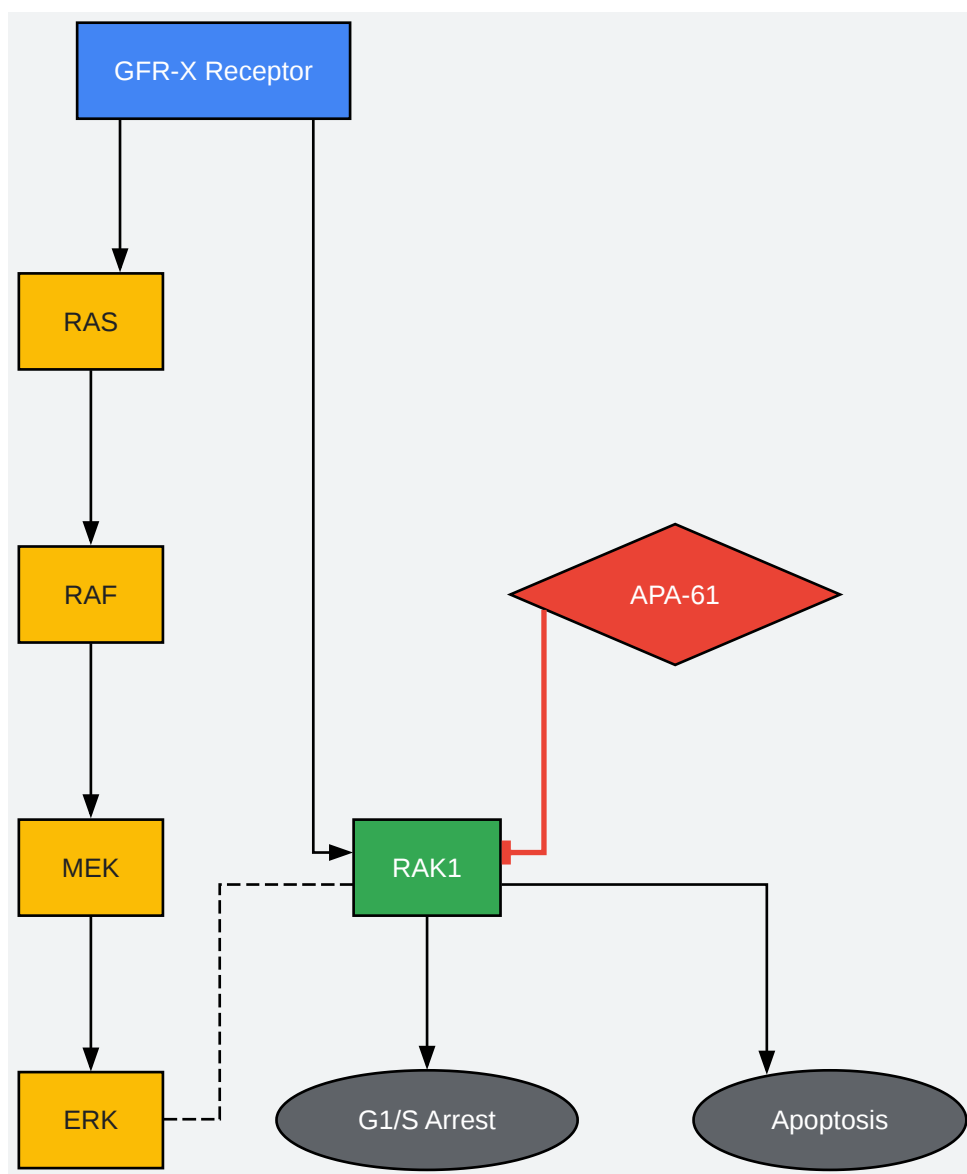 GFR-X Receptor
RAS
RAF
APA-61
MEK
RAK1
ERK
G1/S Arrest
Apoptosis